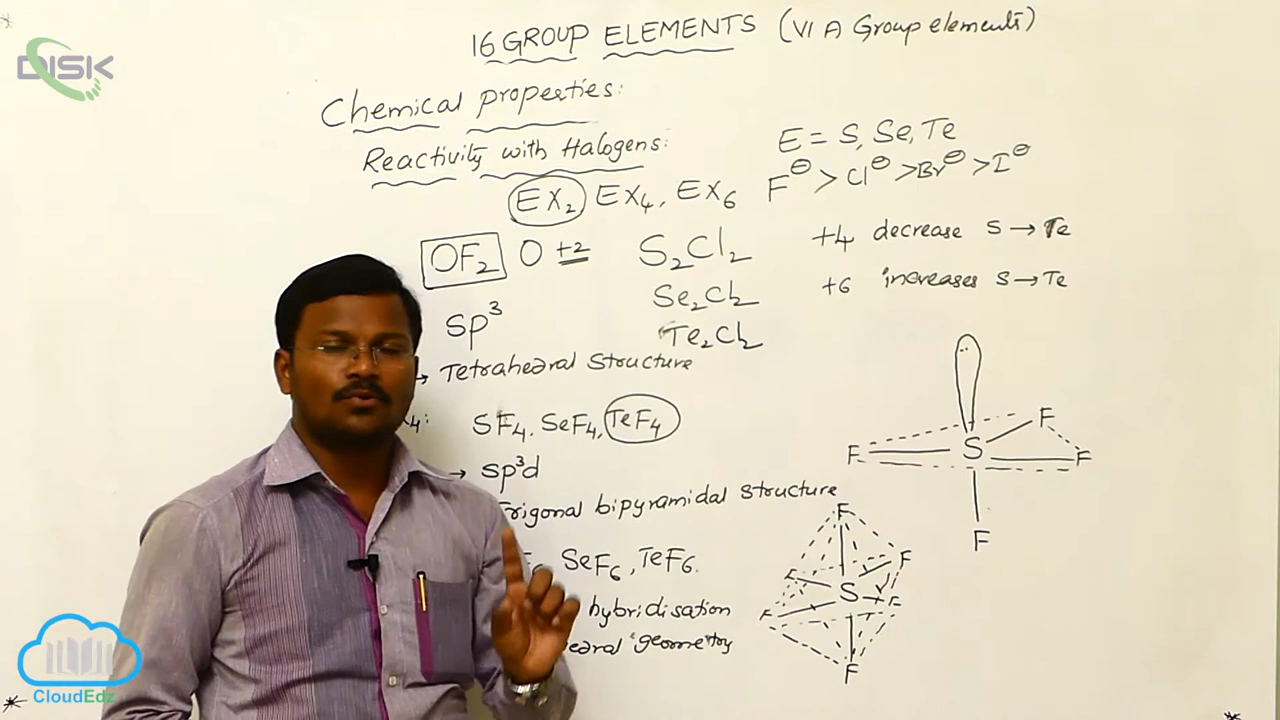 DISK
16 GROUP ELEMENTS (VI A Group elements)
Chemical properties:
Reactivity with Halogens:
E = S, Se, Te
EX₂ EX₄, EX₆ F⊖ > Cl⊖ > Br⊖ > I⊖
OF₂ O +2 S₂Cl₂ +4 decrease S → Te
Se₂Cl₂ +6 increases S → Te
sp³ Te₂Cl₂
→ Tetrahedral Structure
SF₄, SeF₄, TeF₄
→ sp³d
Trigonal bipyramidal structure
SeF₆, TeF₆.
hybridisation
geometry
F
F S F
F
F
F
F S F
F
F
CloudEdz